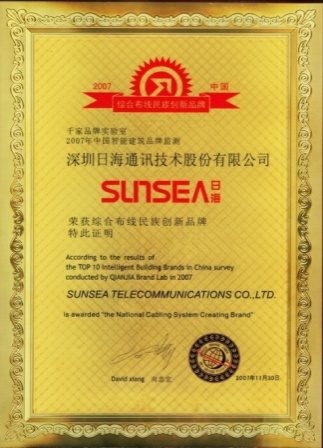 2007 中国
综合布线民族创新品牌
千家品牌实验室
2007年中国智能建筑品牌监测
深圳日海通讯技术股份有限公司
SUNSEA 日海
荣获综合布线民族创新品牌
特此证明
According to the results of
the TOP 10 Intelligent Building Brands in China survey
conducted by QIANJIA Brand Lab in 2007
SUNSEA TELECOMMUNICATIONS CO.,LTD.
is awarded "the National Cabling System Creating Brand"
David xiang 向忠宏
2007年11月30日